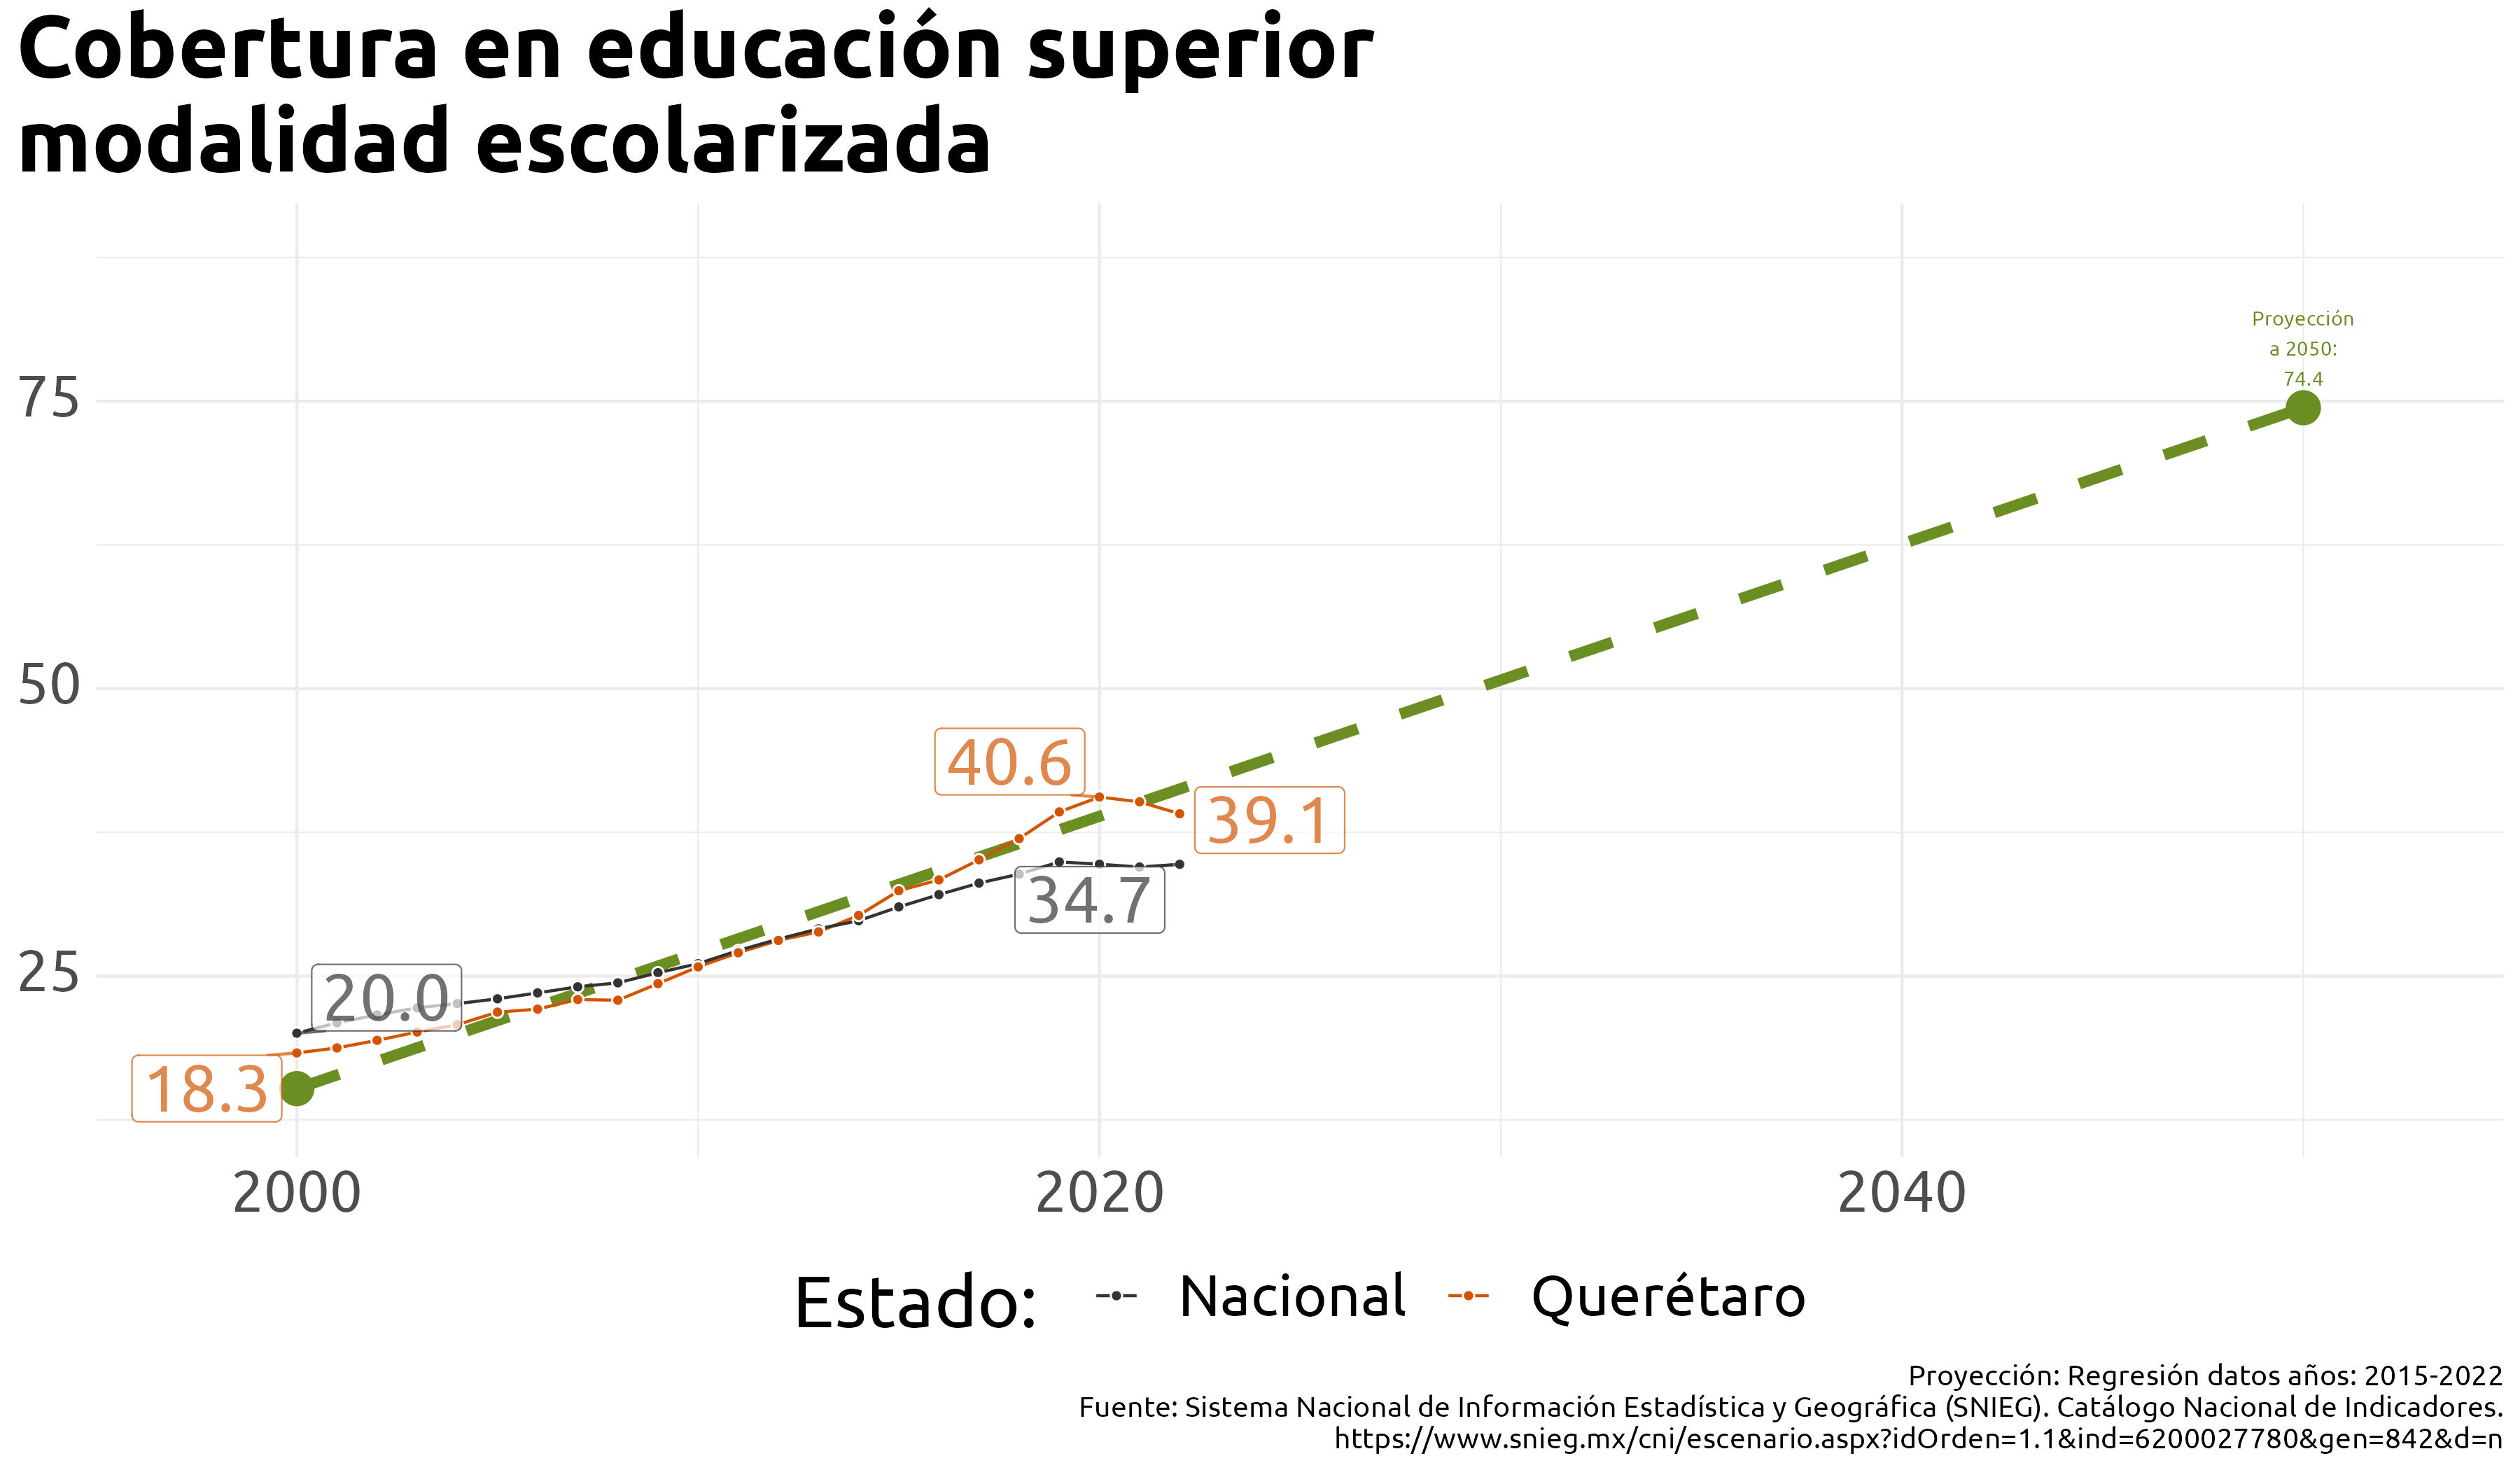 Cobertura en educación superior
modalidad escolarizada
Proyección
a 2050:
74.4
75
50
25
40.6
39.1
34.7
20.0
18.3
2000
2020
2040
Estado:
Nacional
Querétaro
Proyección: Regresión datos años: 2015-2022
Fuente: Sistema Nacional de Información Estadística y Geográfica (SNIEG). Catálogo Nacional de Indicadores.
https://www.snieg.mx/cni/escenario.aspx?idOrden=1.1&ind=6200027780&gen=842&d=n